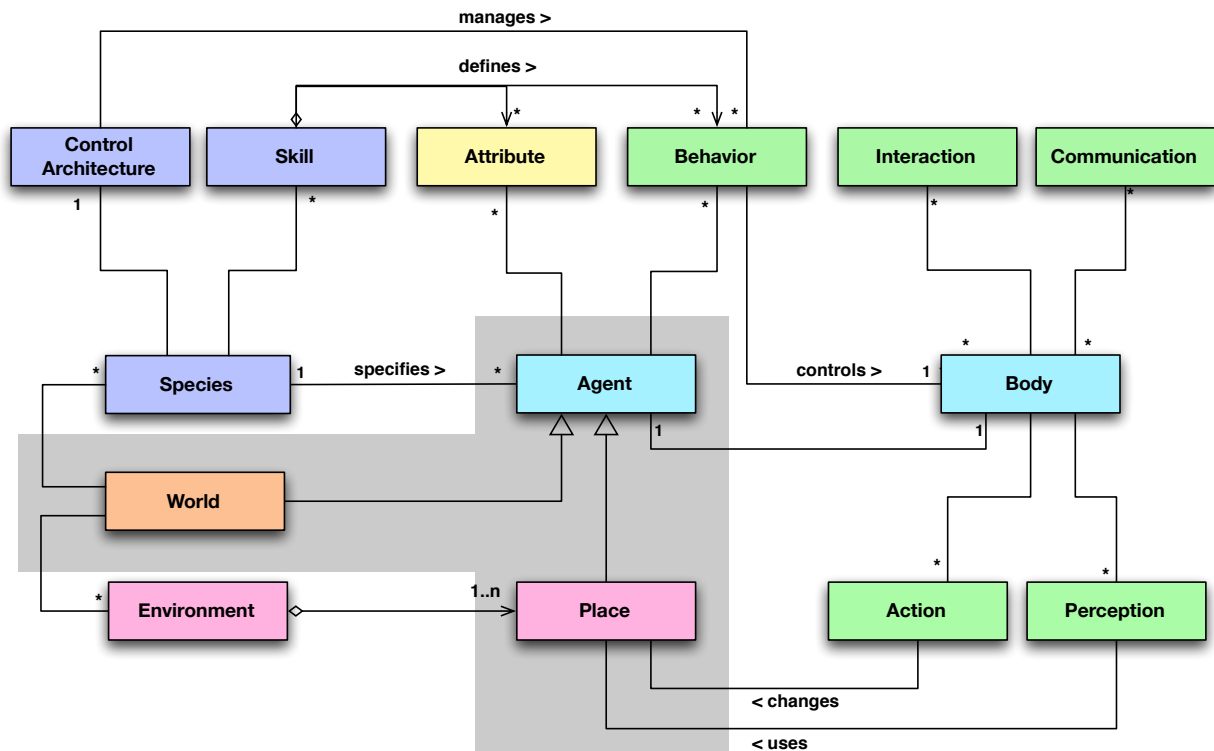 manages >
defines >
* * * *
Control
Architecture
Skill
Attribute
Behavior
Interaction
Communication
1 * * * * *
* 1 specifies > * controls > 1 * *
Species
Agent
Body
1 1
World
* 1..n * *
Environment
Place
Action
Perception
< changes
< uses